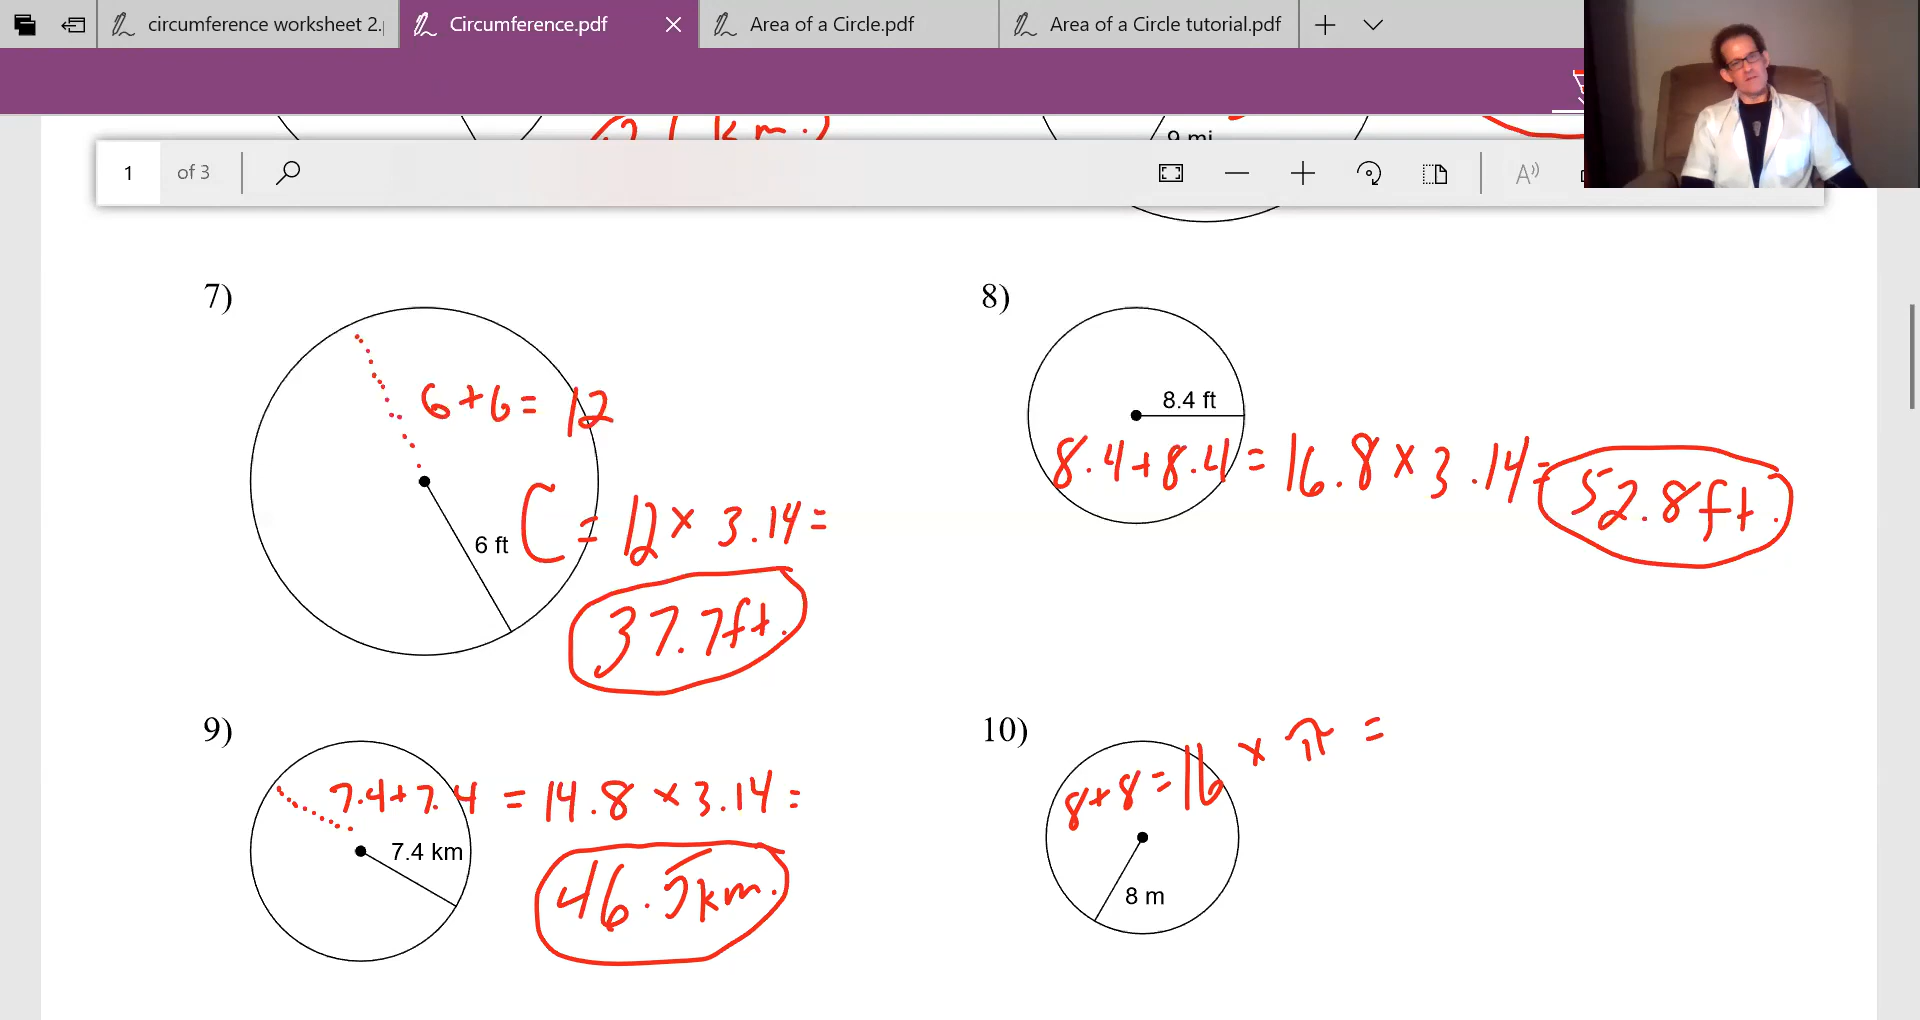 circumference worksheet 2.p
Circumference.pdf
Area of a Circle.pdf
Area of a Circle tutorial.pdf
km.)
9 mi
1 of 3
7)
6+6= 12
6 ft
C = 12 × 3.14 =
37.7ft.
8)
8.4 ft
8.4+8.4 = 16.8 × 3.14 = 52.8ft.
9)
7.4+7.4 = 14.8 × 3.14 =
7.4 km
46.5km.
10)
8+8=16 × π =
8 m